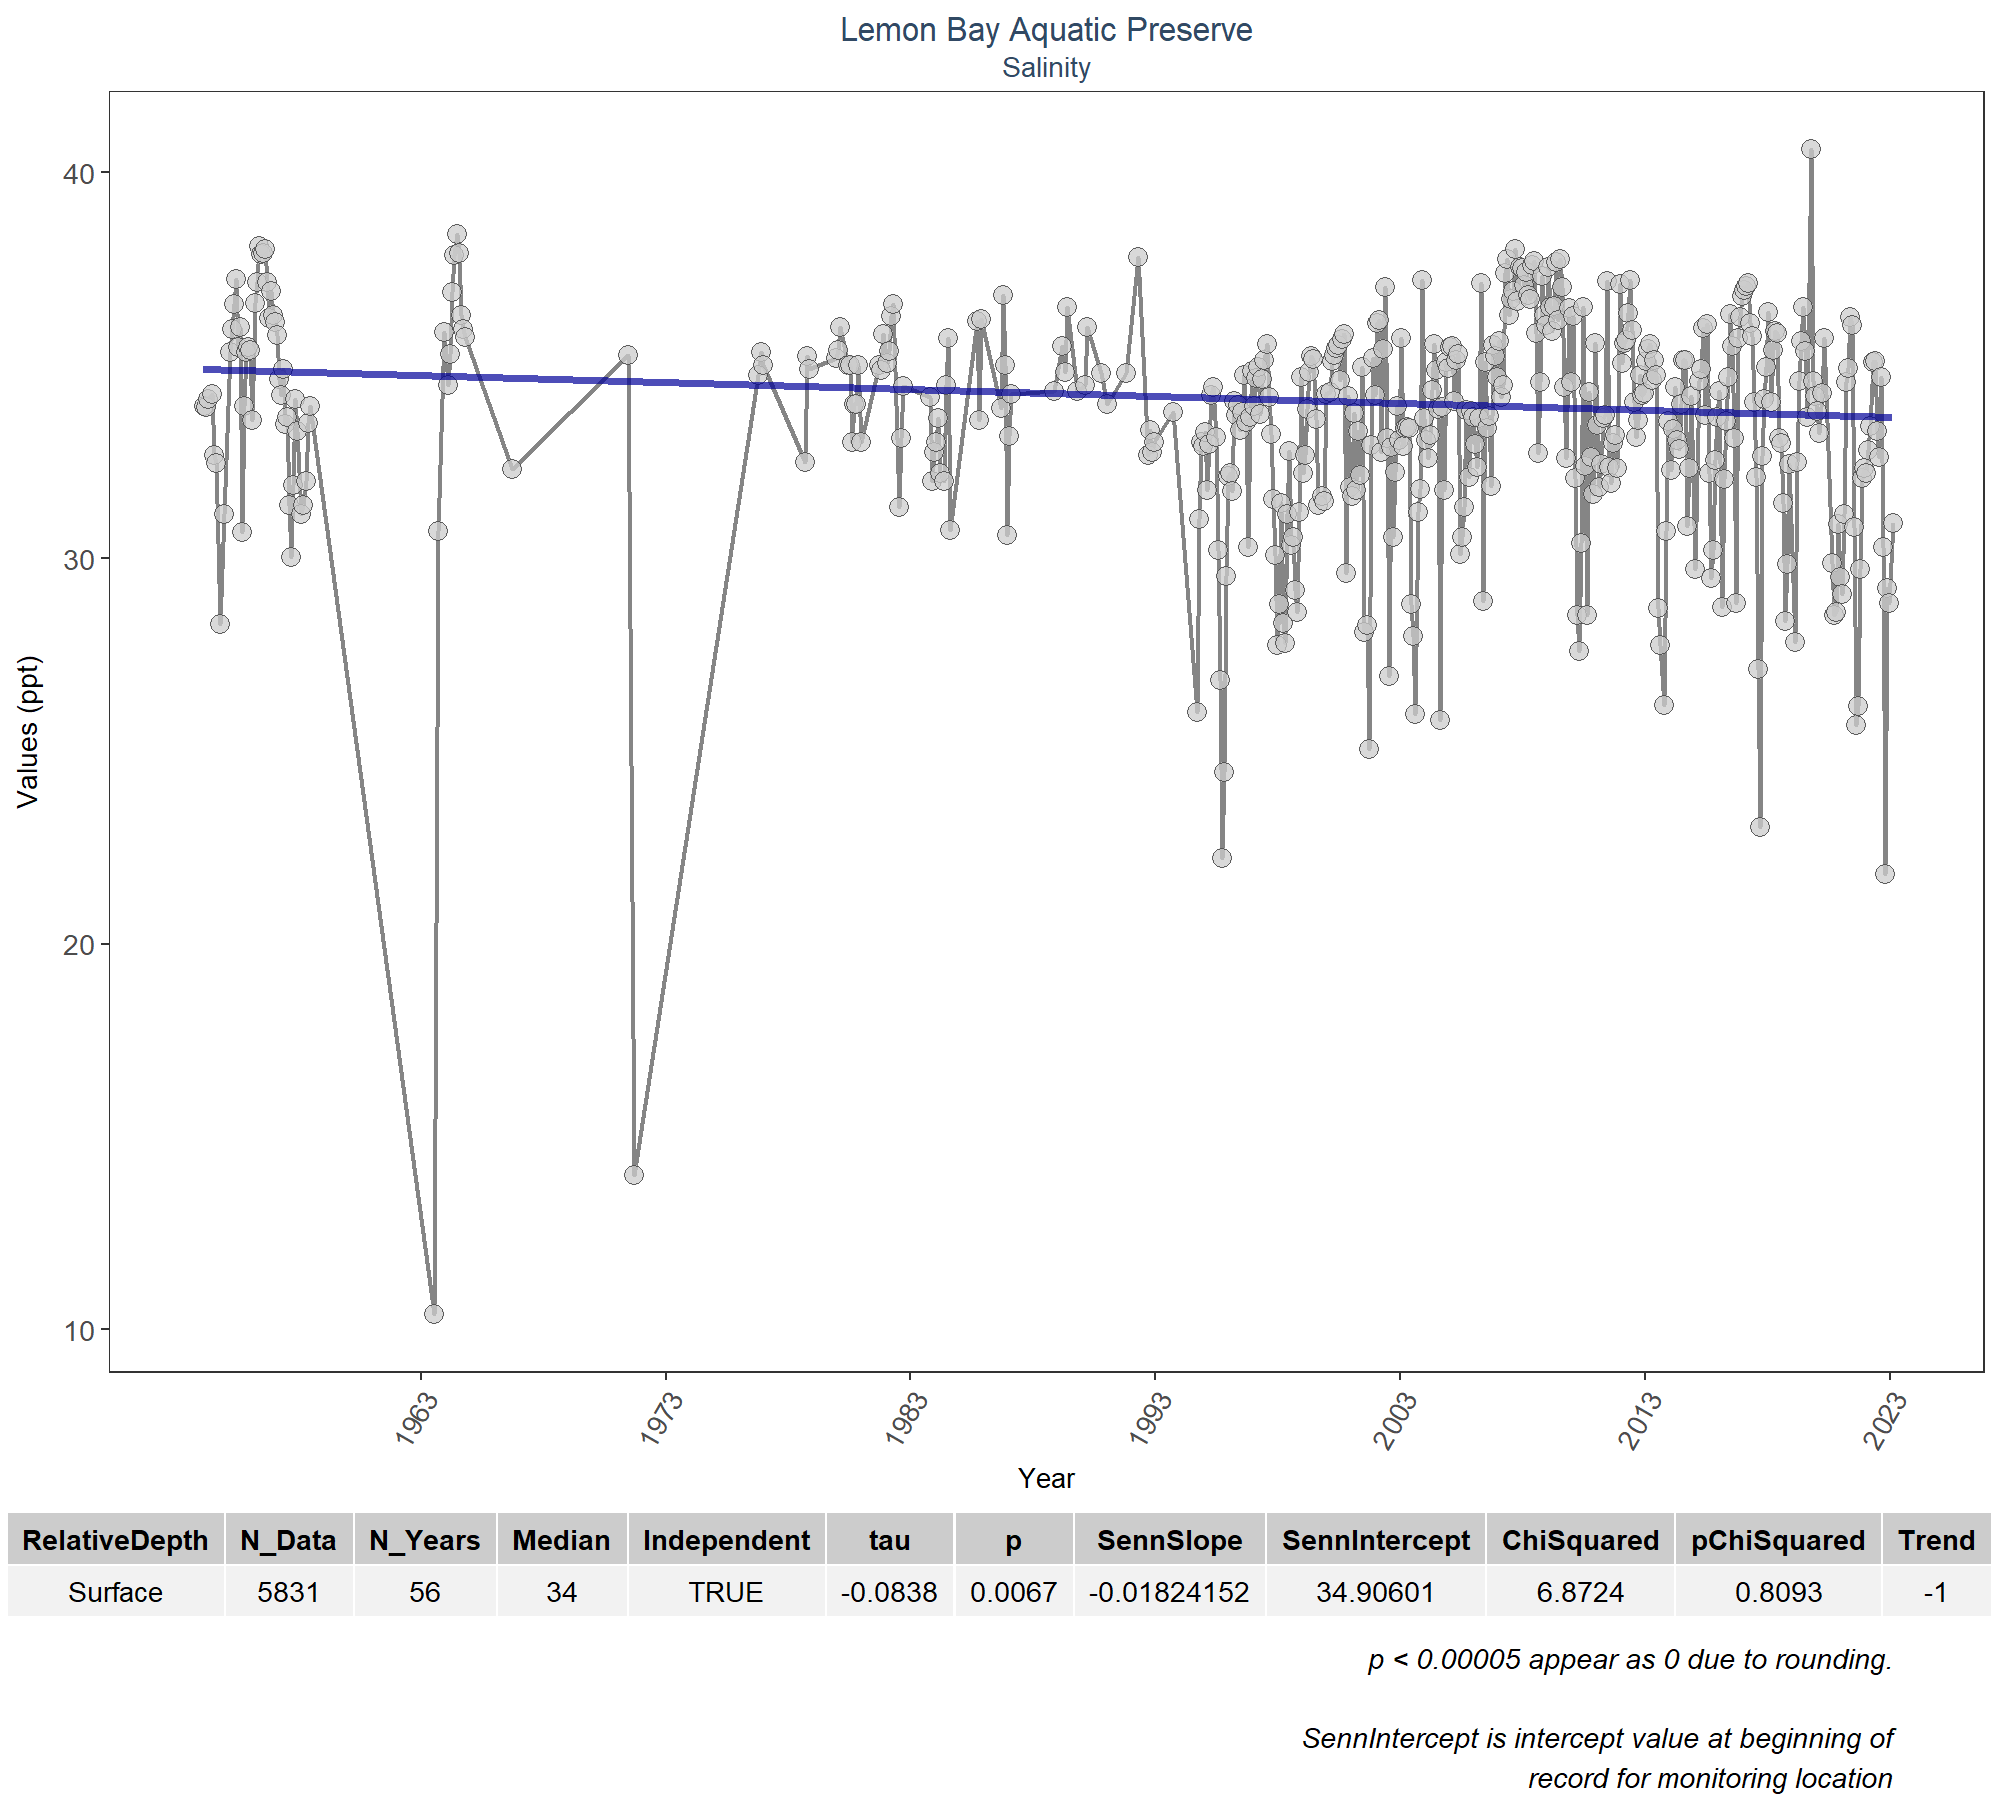 Lemon Bay Aquatic Preserve
Salinity
Values (ppt)
40
30
20
10
1963
1973
1983
1993
2003
2013
2023
Year
RelativeDepth N_Data N_Years Median Independent tau p SennSlope SennIntercept ChiSquared pChiSquared Trend
Surface 5831 56 34 TRUE -0.0838 0.0067 -0.01824152 34.90601 6.8724 0.8093 -1
p < 0.00005 appear as 0 due to rounding.
SennIntercept is intercept value at beginning of
record for monitoring location